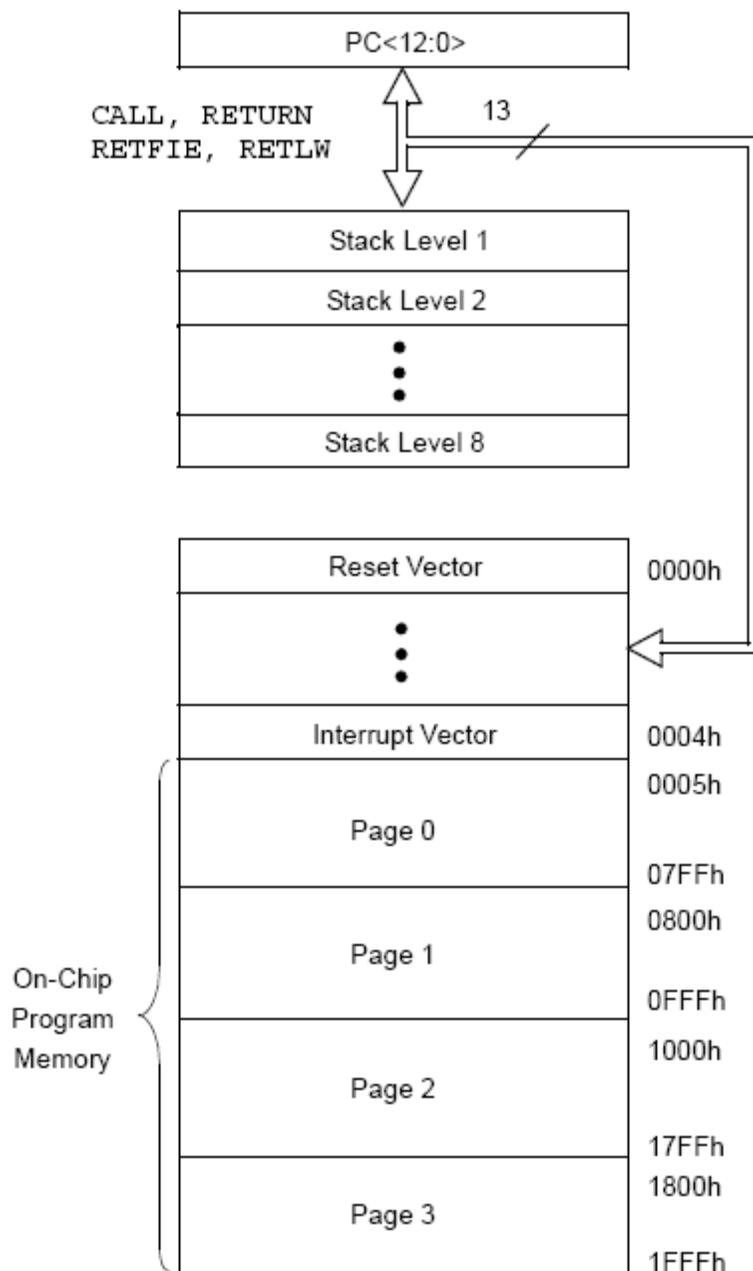 PC<12:0>
CALL, RETURN
RETFIE, RETLW
13
Stack Level 1
Stack Level 2
Stack Level 8
Reset Vector
0000h
Interrupt Vector
0004h
0005h
Page 0
07FFh
0800h
Page 1
0FFFh
On-Chip
Program
Memory
1000h
Page 2
17FFh
1800h
Page 3
1FFFh